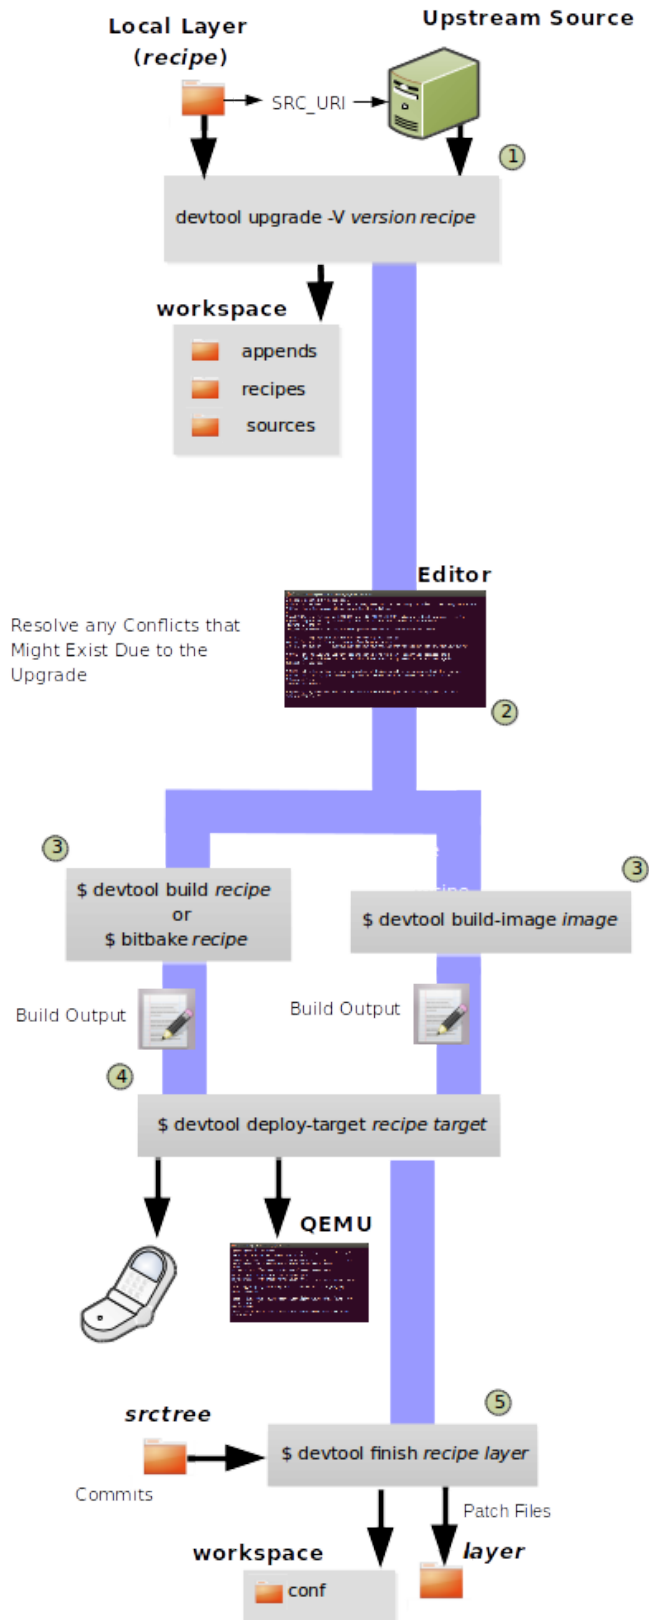 Local Layer
(recipe)
Upstream Source
SRC_URI
1
devtool upgrade -V version recipe
workspace
appends
recipes
sources
Editor
Resolve any Conflicts that
Might Exist Due to the
Upgrade
2
3
$ devtool build recipe
or
$ bitbake recipe
3
$ devtool build-image image
Build Output
Build Output
4
$ devtool deploy-target recipe target
QEMU
5
srctree
$ devtool finish recipe layer
Commits
Patch Files
workspace
layer
conf